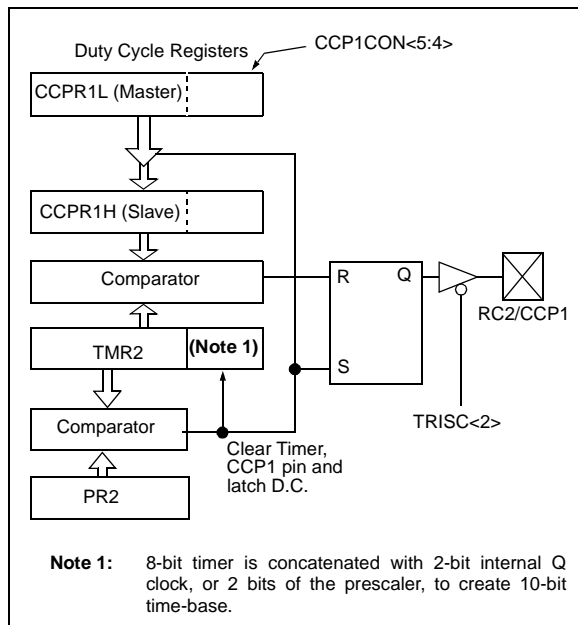 Duty Cycle Registers
CCP1CON<5:4>
CCPR1L (Master)
CCPR1H (Slave)
Comparator
R
Q
RC2/CCP1
TMR2
(Note 1)
S
Comparator
TRISC<2>
Clear Timer,
CCP1 pin and
latch D.C.
PR2
Note 1: 8-bit timer is concatenated with 2-bit internal Q
clock, or 2 bits of the prescaler, to create 10-bit
time-base.